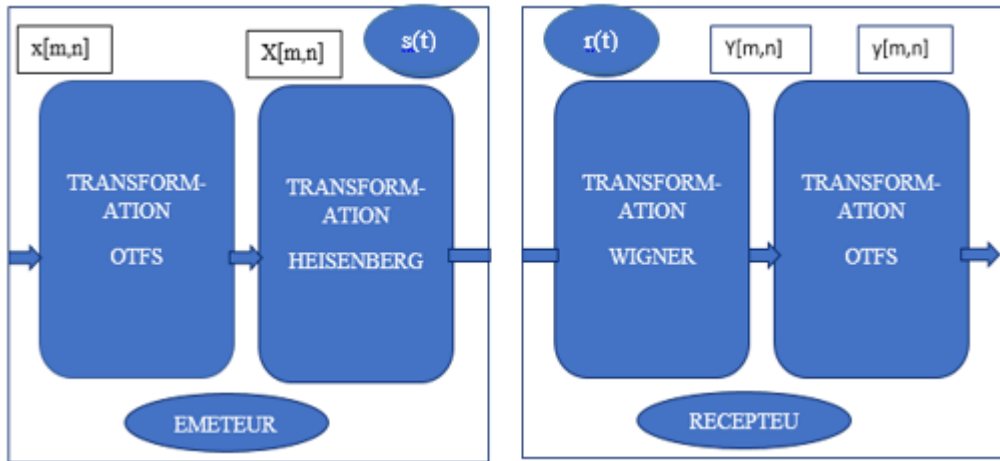 x[m,n]
X[m,n]
s(t)
TRANSFORM-
ATION
OTFS
TRANSFORM-
ATION
HEISENBERG
EMETEUR
r(t)
Y[m,n]
y[m,n]
TRANSFORM-
ATION
WIGNER
TRANSFORM-
ATION
OTFS
RECEPTEU